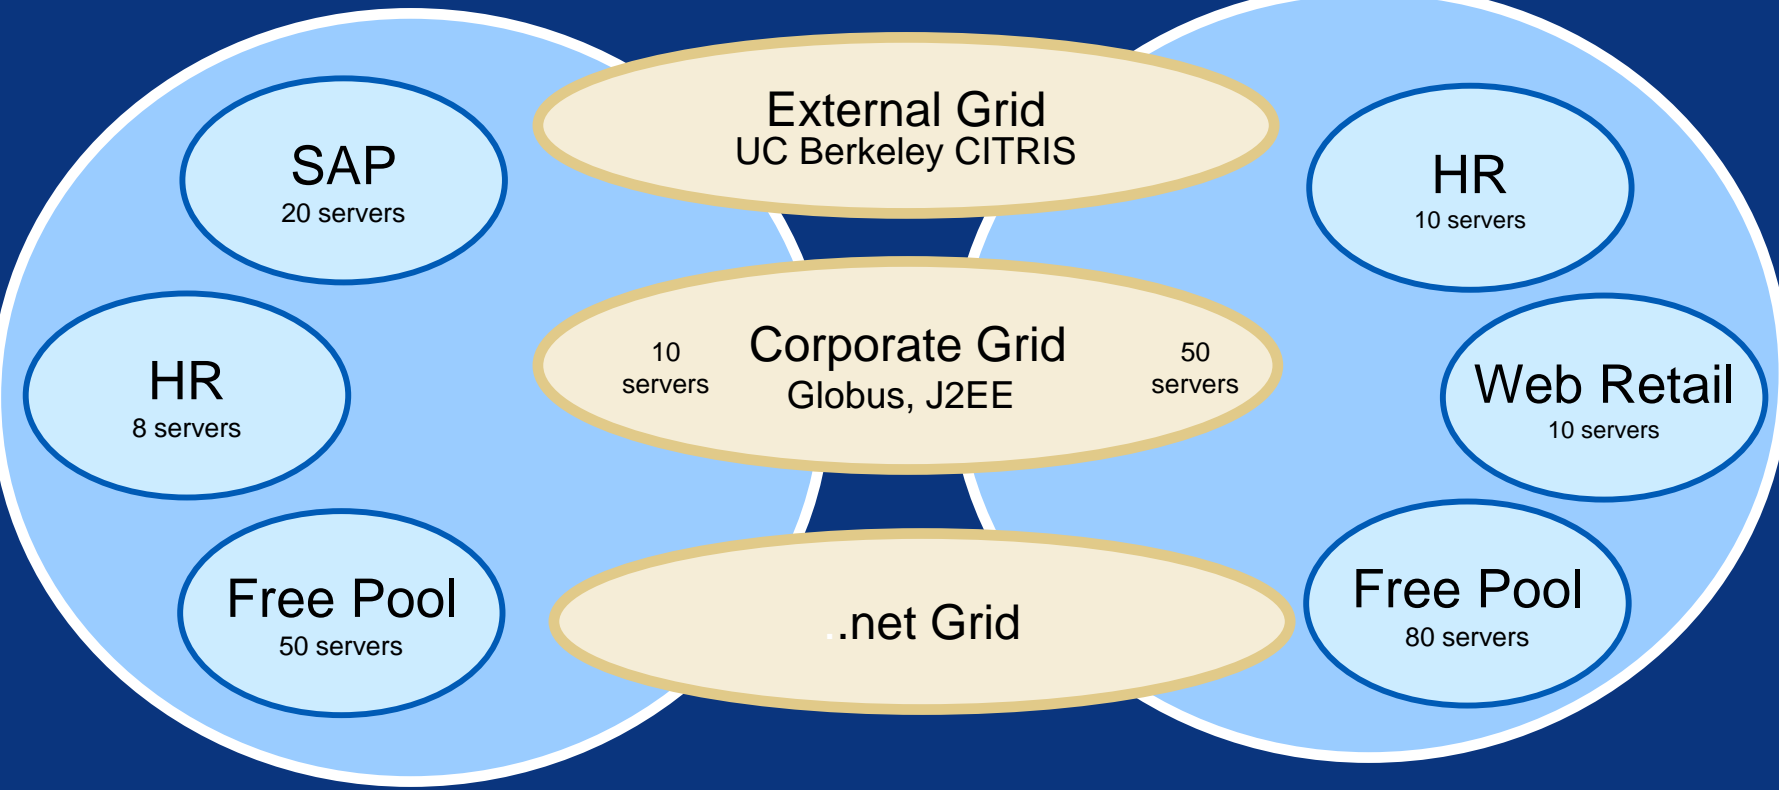 External Grid
UC Berkeley CITRIS
SAP
20 servers
HR
10 servers
HR
8 servers
10
servers
Corporate Grid
Globus, J2EE
50
servers
Web Retail
10 servers
Free Pool
50 servers
..net Grid
Free Pool
80 servers